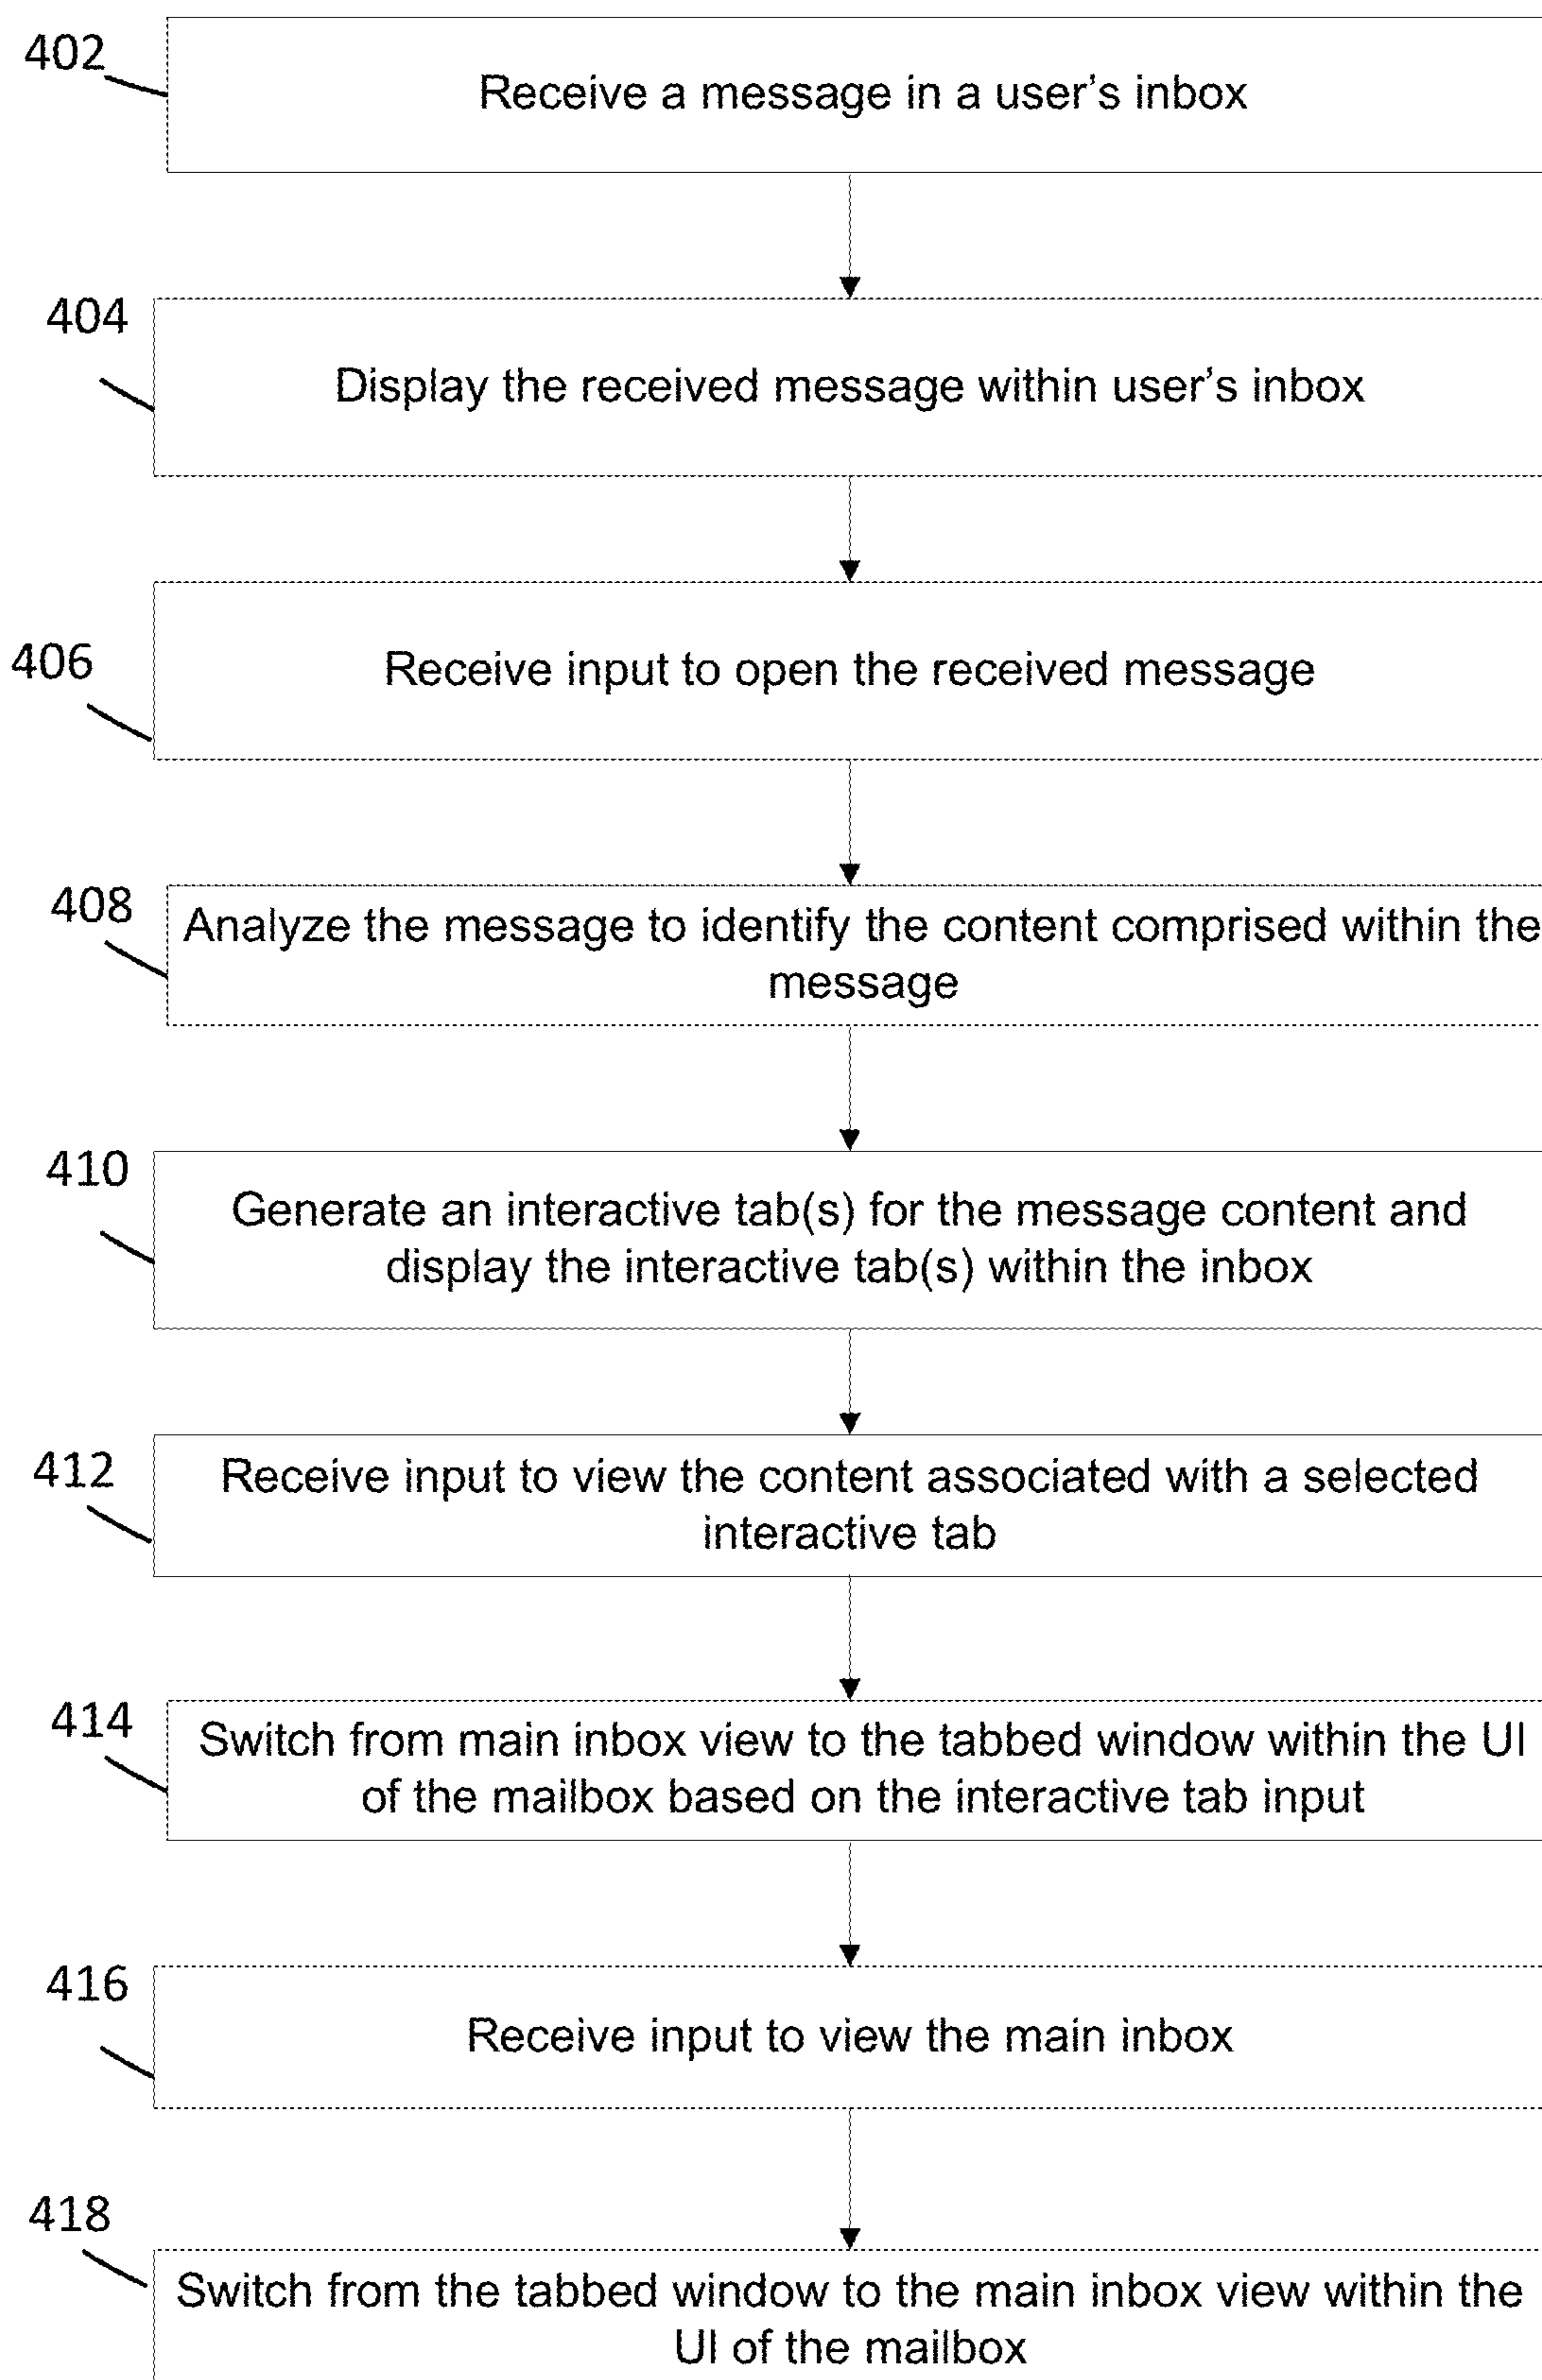 402
Receive a message in a user's inbox
404
Display the received message within user's inbox
406
Receive input to open the received message
408
Analyze the message to identify the content comprised within the
message
410
Generate an interactive tab(s) for the message content and
display the interactive tab(s) within the inbox
412
Receive input to view the content associated with a selected
interactive tab
414
Switch from main inbox view to the tabbed window within the UI
of the mailbox based on the interactive tab input
416
Receive input to view the main inbox
418
Switch from the tabbed window to the main inbox view within the
UI of the mailbox